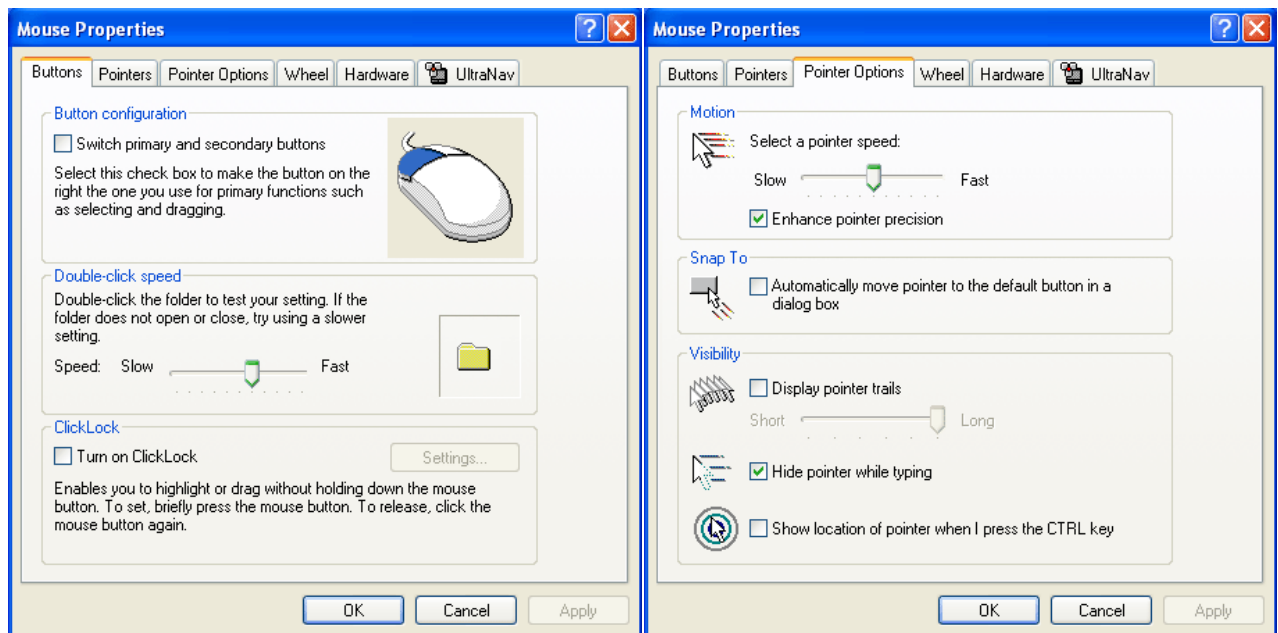 Mouse Properties
Buttons Pointers Pointer Options Wheel Hardware UltraNav
Button configuration
Switch primary and secondary buttons
Select this check box to make the button on the
right the one you use for primary functions such
as selecting and dragging.
Double-click speed
Double-click the folder to test your setting. If the
folder does not open or close, try using a slower
setting.
Speed: Slow Fast
ClickLock
Turn on ClickLock Settings...
Enables you to highlight or drag without holding down the mouse
button. To set, briefly press the mouse button. To release, click the
mouse button again.
OK Cancel Apply
Mouse Properties
Buttons Pointers Pointer Options Wheel Hardware UltraNav
Motion
Select a pointer speed:
Slow Fast
Enhance pointer precision
Snap To
Automatically move pointer to the default button in a
dialog box
Visibility
Display pointer trails
Short Long
Hide pointer while typing
Show location of pointer when I press the CTRL key
OK Cancel Apply